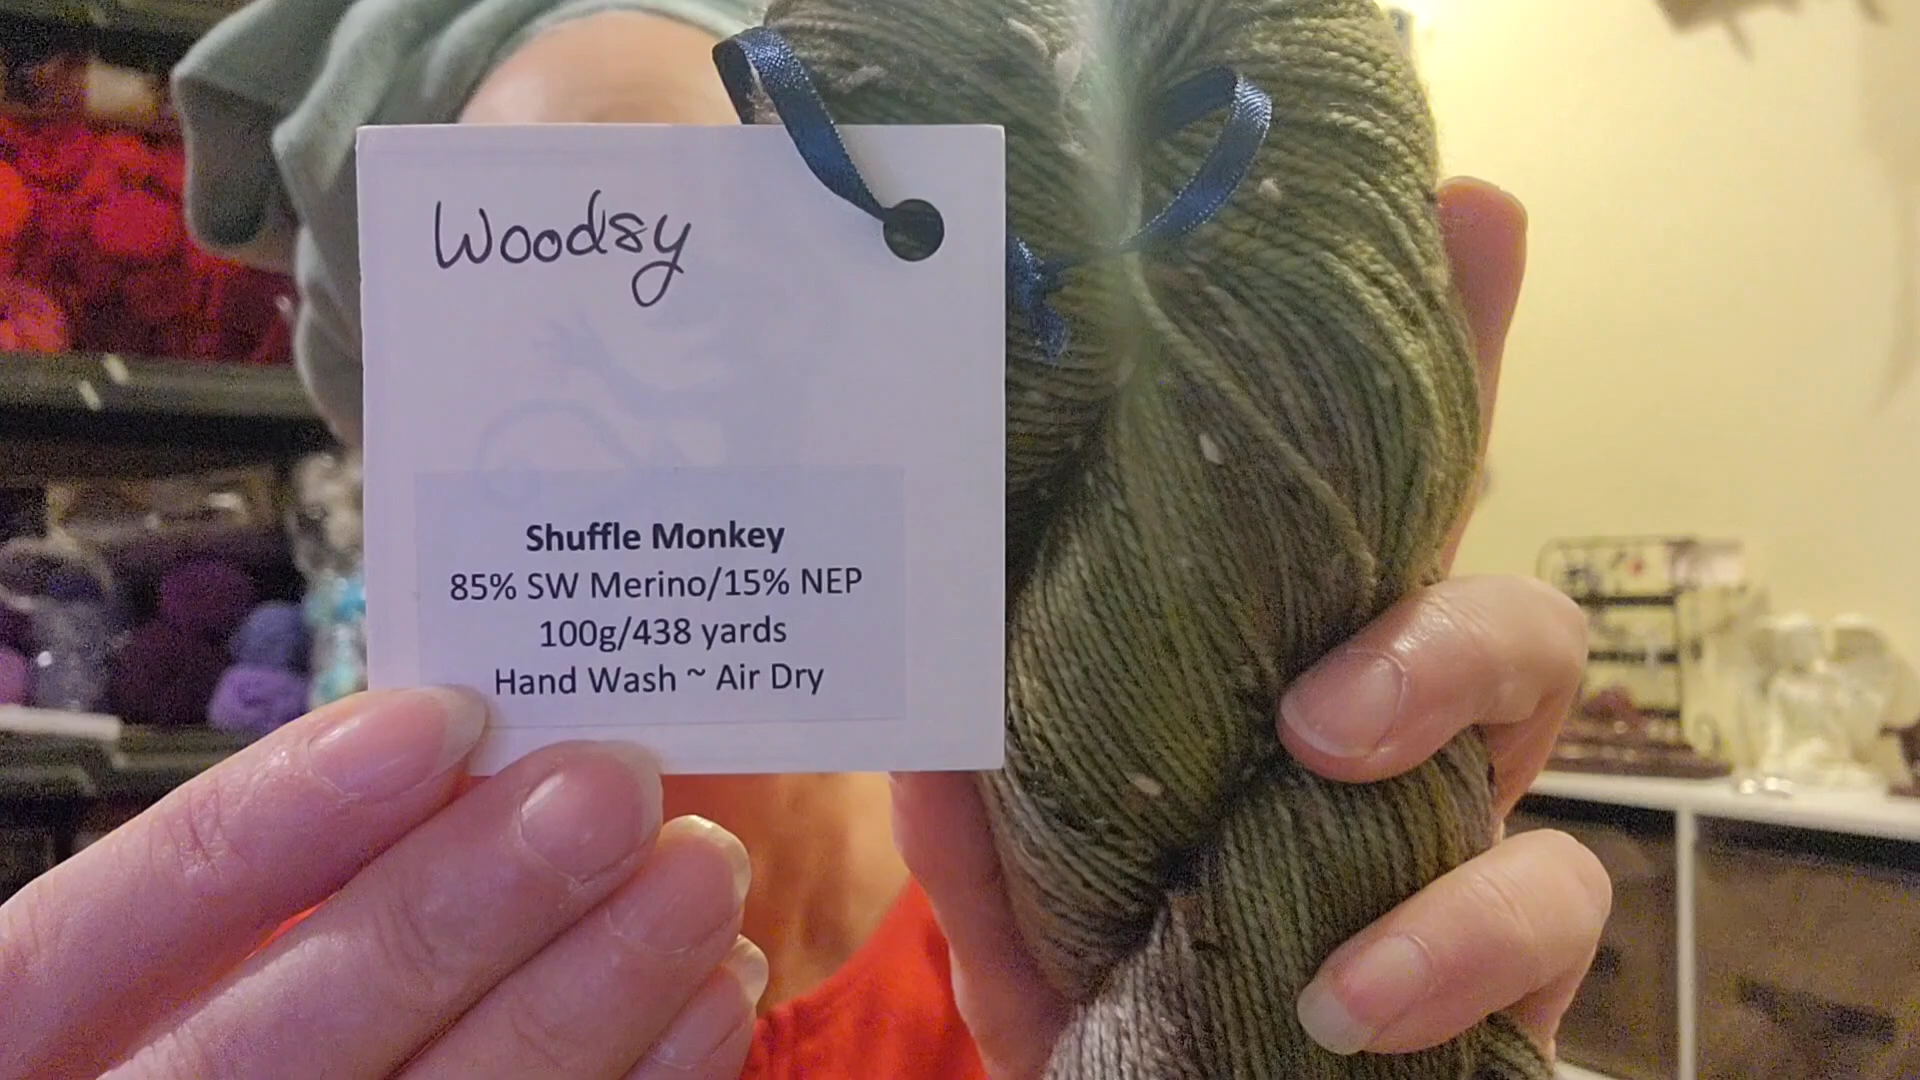 Woodsy
Shuffle Monkey
85% SW Merino/15% NEP
100g/438 yards
Hand Wash ~ Air Dry